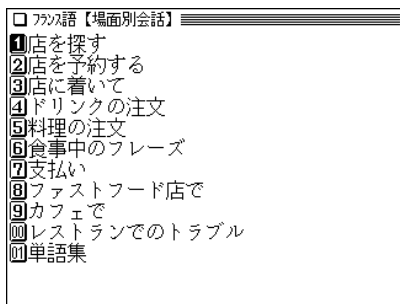 □ フランス語【場面別会話】
1店を探す
2店を予約する
3店に着いて
4ドリンクの注文
5料理の注文
6食事中のフレーズ
7支払い
8ファストフード店で
9カフェで
00レストランでのトラブル
01単語集